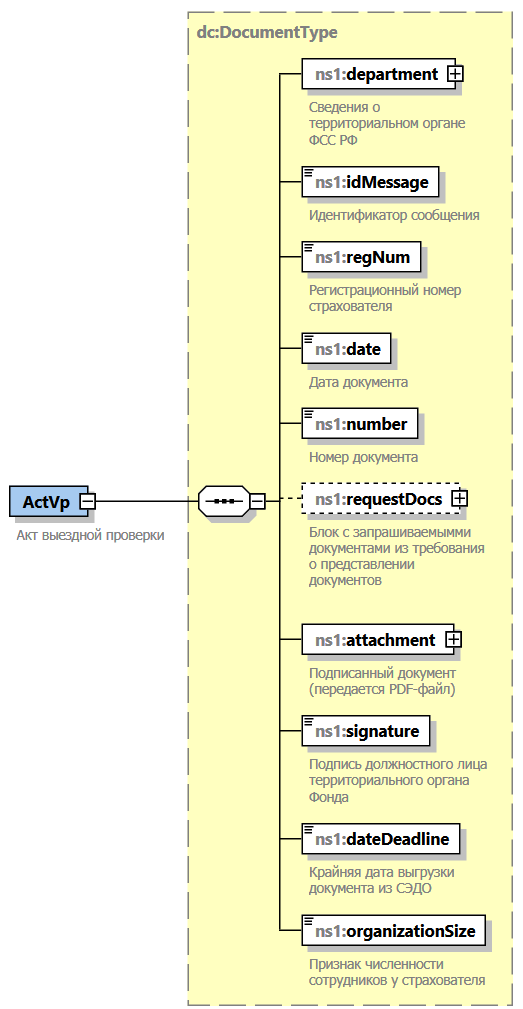 dc:DocumentType
ns1:department
Сведения о
территориальном органе
ФСС РФ
ns1:idMessage
Идентификатор сообщения
ns1:regNum
Регистрационный номер
страхователя
ns1:date
Дата документа
ns1:number
Номер документа
ActVp
Акт выездной проверки
ns1:requestDocs
Блок с запрашиваемымми
документами из требования
о представлении
документов
ns1:attachment
Подписанный документ
(передается PDF-файл)
ns1:signature
Подпись должностного лица
территориального органа
Фонда
ns1:dateDeadline
Крайняя дата выгрузки
документа из СЭДО
ns1:organizationSize
Признак численности
сотрудников у страхователя